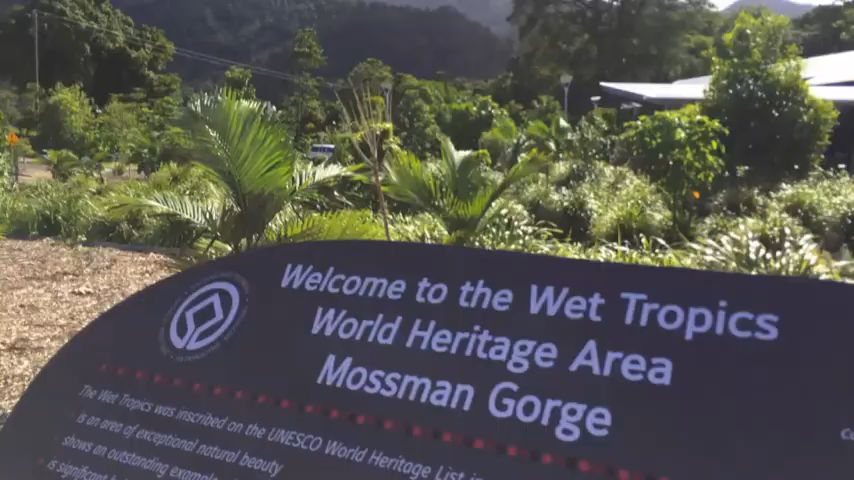 Welcome to the Wet Tropics
World Heritage Area
Mossman Gorge
The Wet Tropics was inscribed on the UNESCO World Heritage List
is an area of exceptional natural beauty
shows an outstanding
is significant